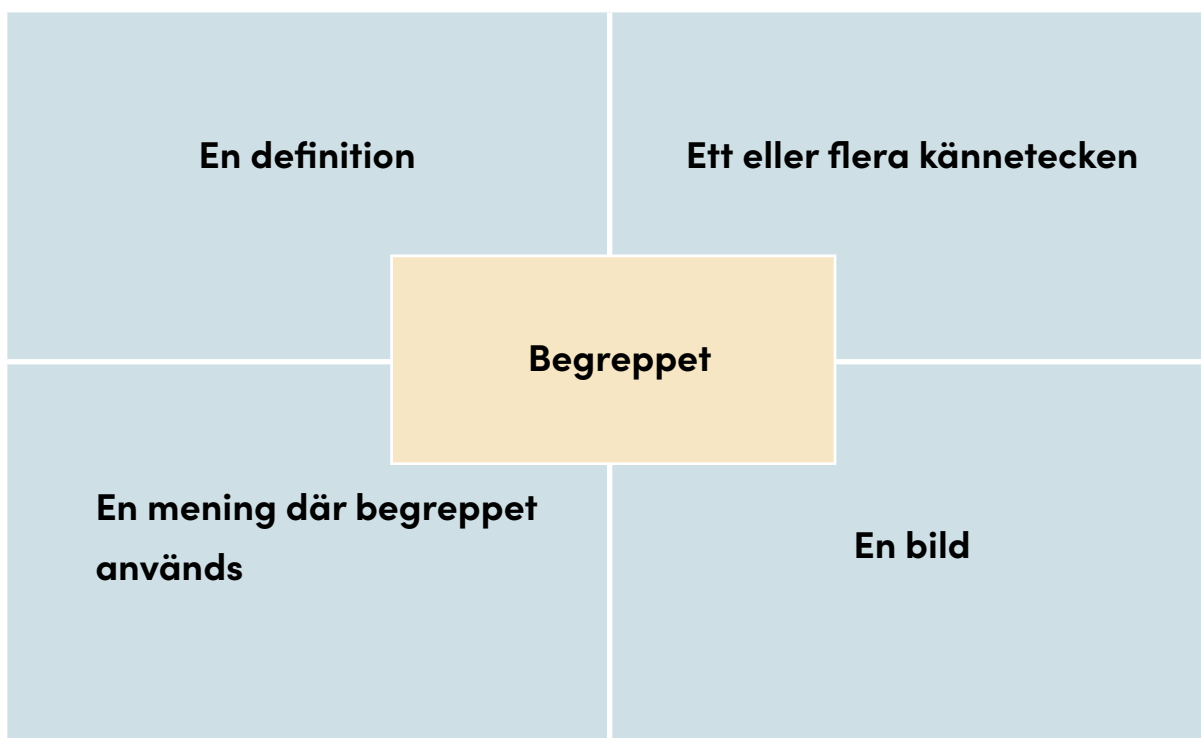 En definition
Ett eller flera kännetecken
Begreppet
En mening där begreppet
används
En bild